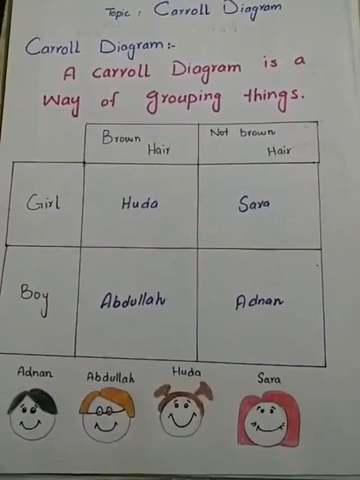 Topic : Carroll Diagram
Carroll Diagram:-
A Carroll Diagram is a
Way of grouping things.
Brown Hair
Not brown Hair
Girl
Huda
Sara
Boy
Abdullah
Adnan
Adnan
Abdullah
Huda
Sara